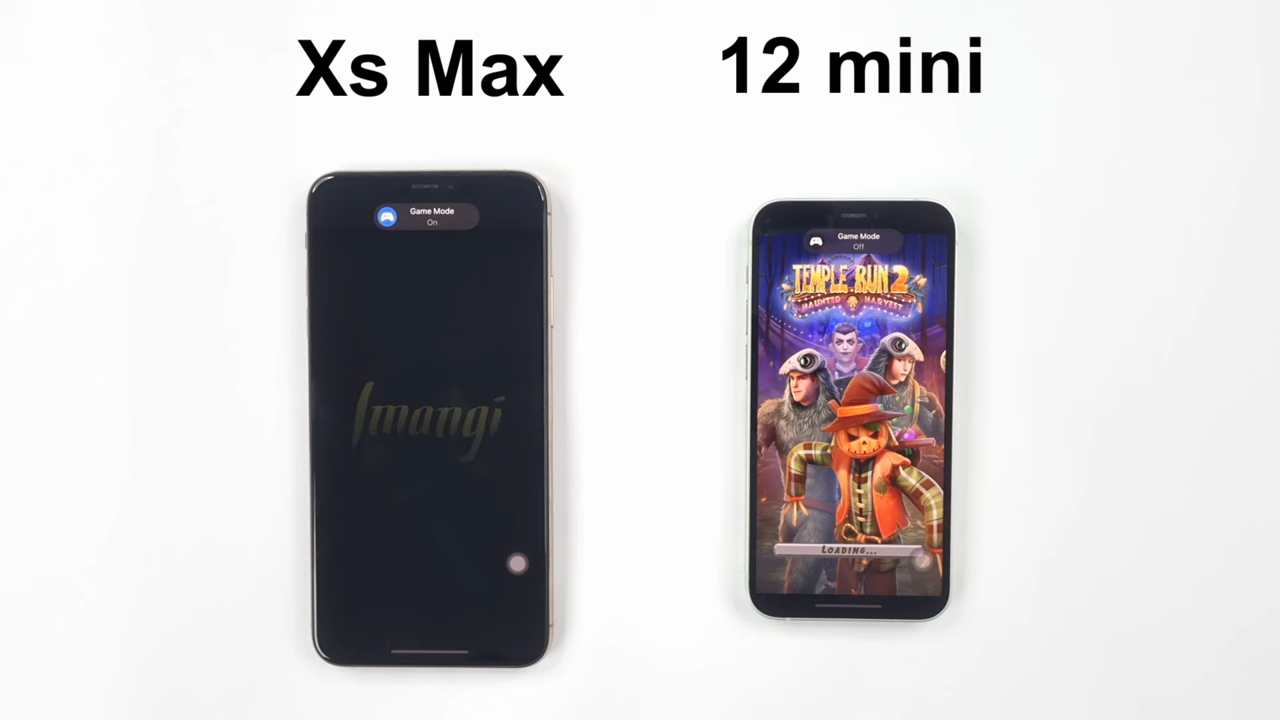 Xs Max
12 mini
Game Mode
On
Imangi
Game Mode
Off
TEMPLE RUN 2
HAUNTED HARVEST
LOADING...